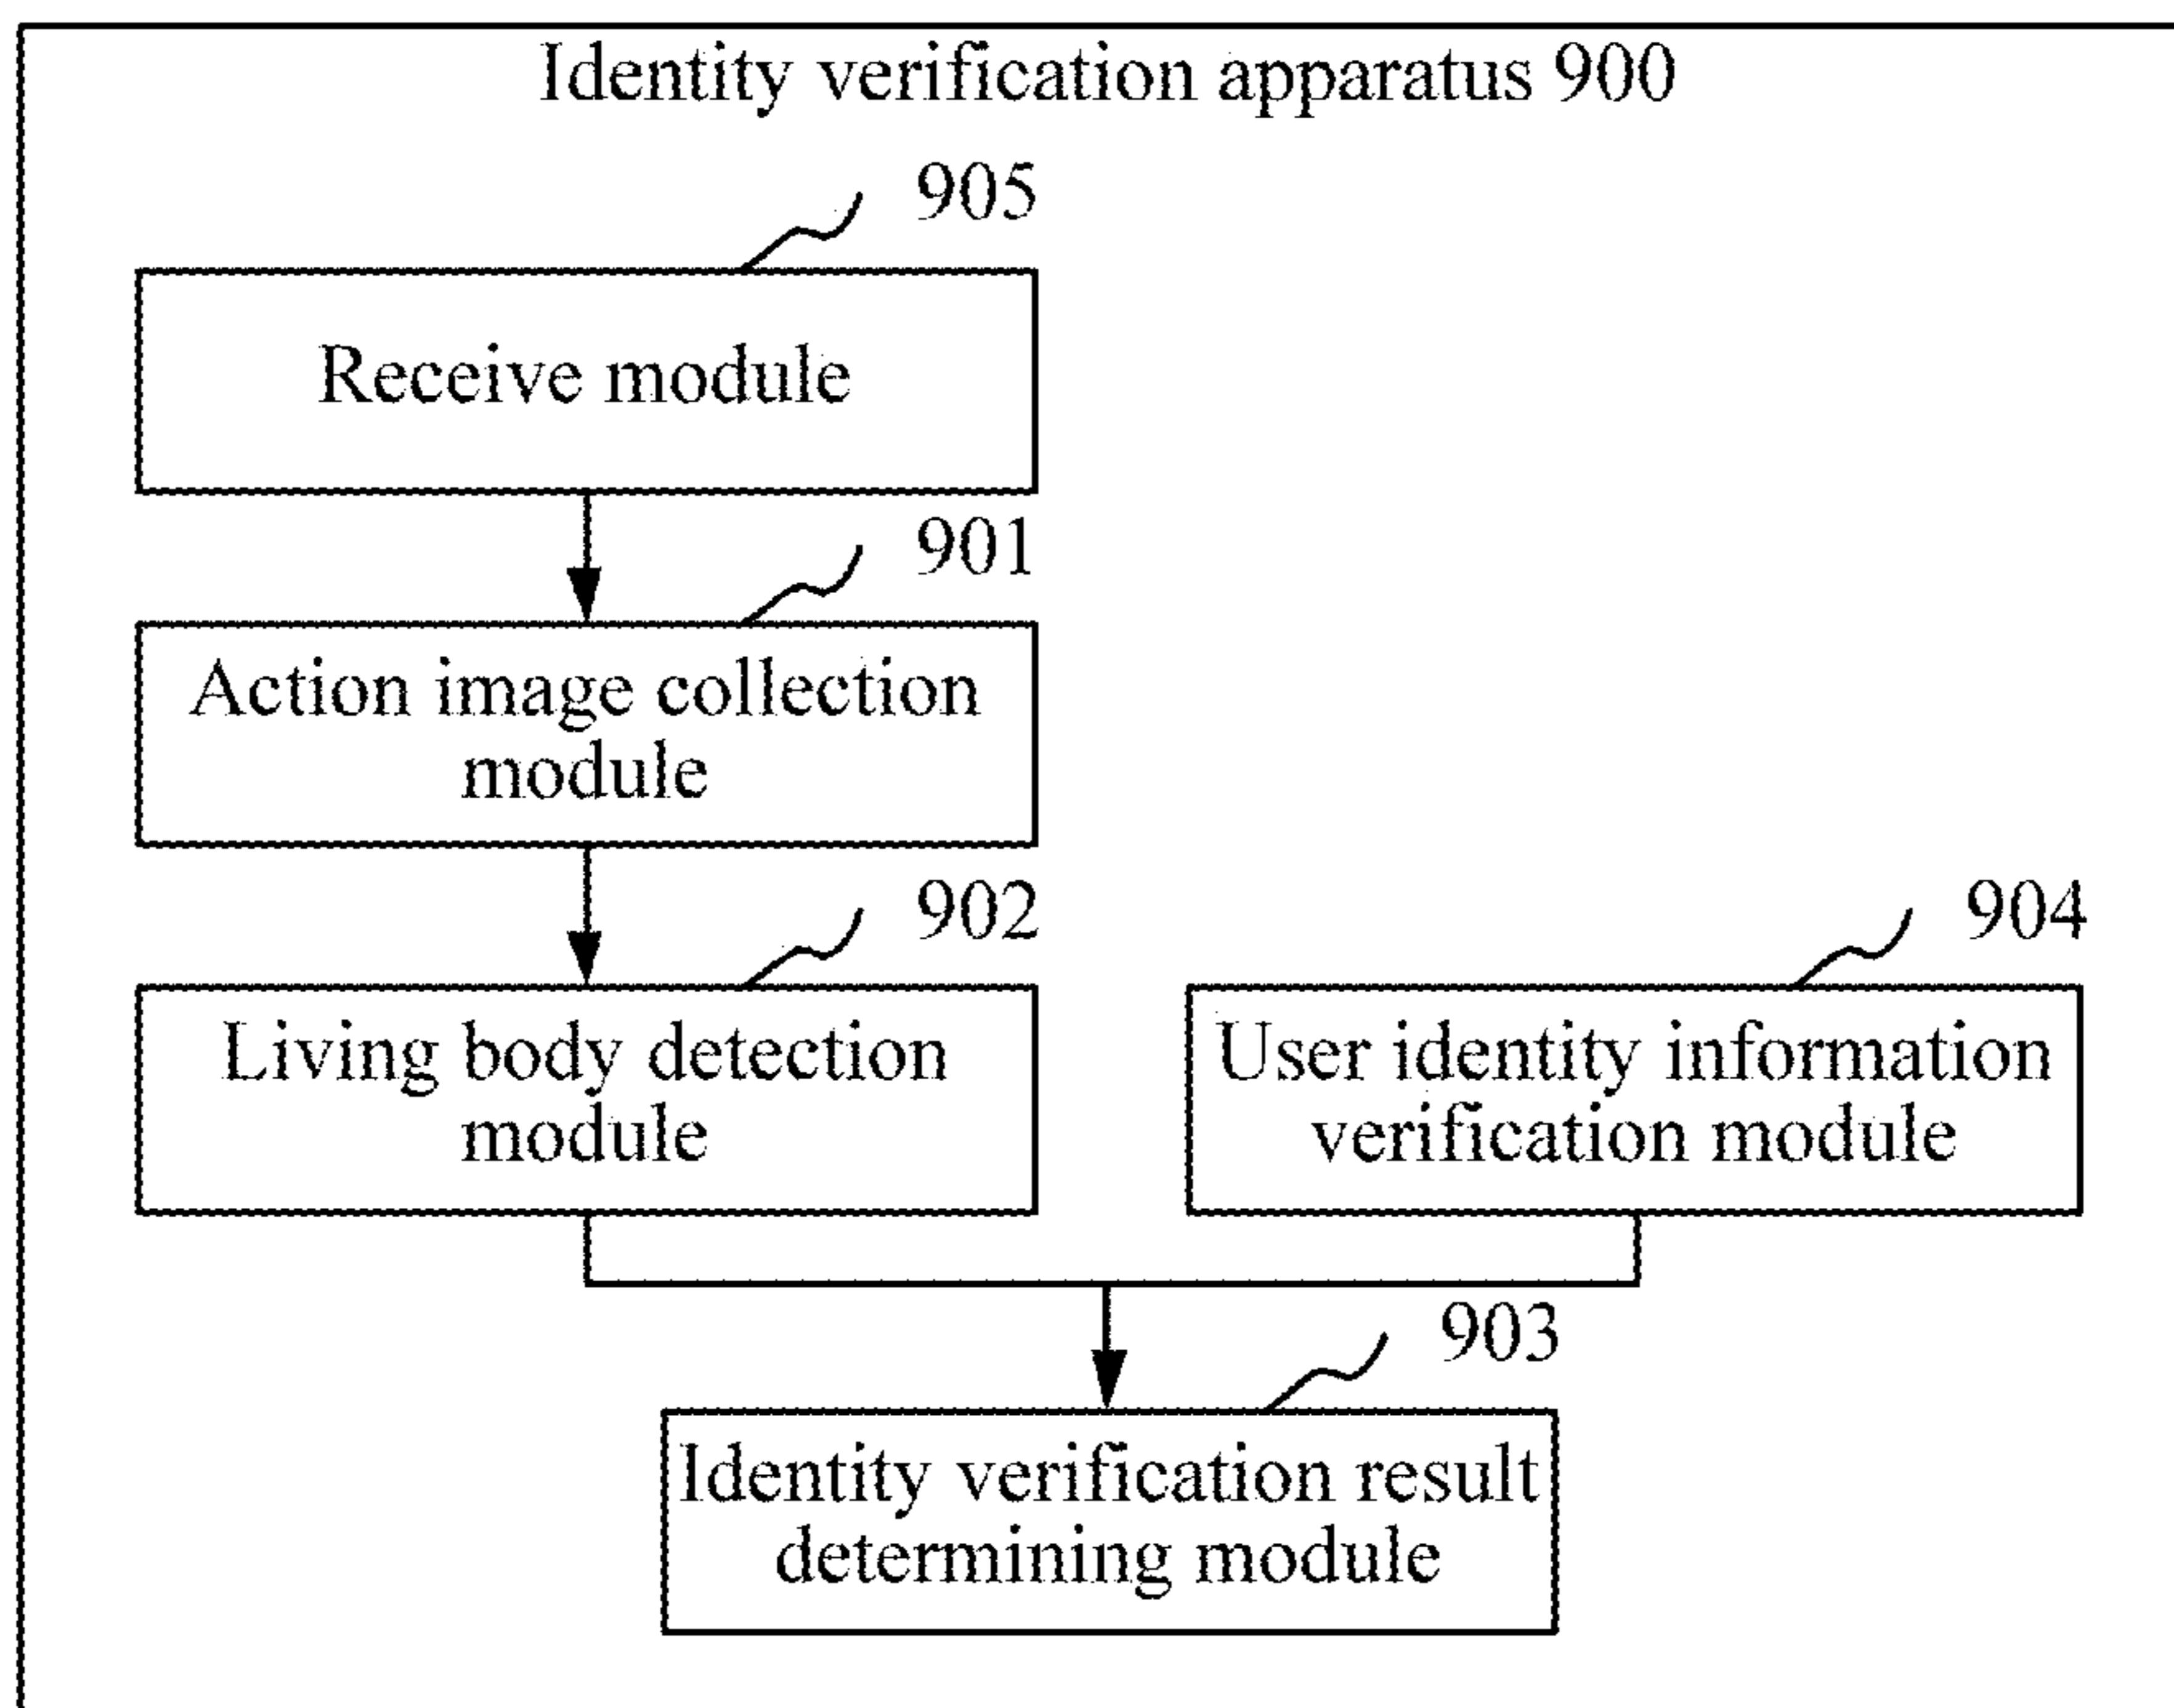 Identity verification apparatus 900
905
Receive module
901
Action image collection
module
902
Living body detection
module
904
User identity information
verification module
903
Identity verification result
determining module